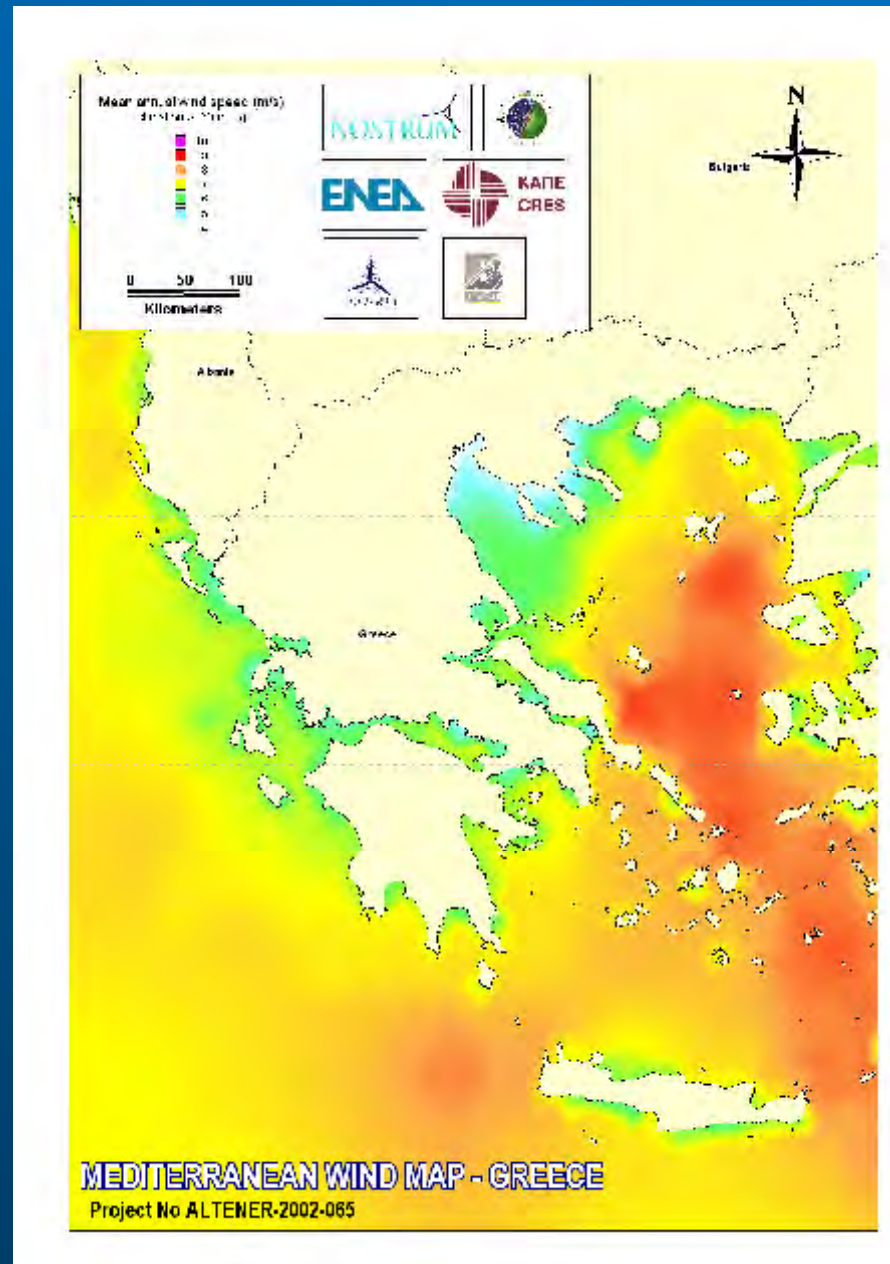 Mean annual wind speed (m/s)
10
9
8
7
6
5
0 50 100
Kilometers
NOSTRUM
ENEA
ΚΑΠΕ
CRES
N
Bulgaria
Albania
Greece
MEDITERRANEAN WIND MAP - GREECE
Project No ALTENER-2002-065